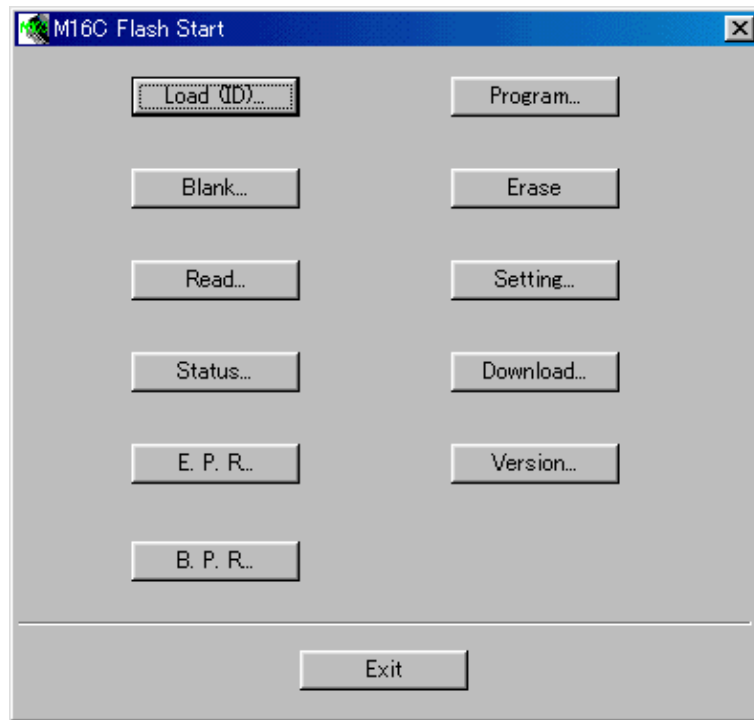 M16C Flash Start
Load (ID)... Program...
Blank... Erase
Read... Setting...
Status... Download...
E. P. R... Version...
B. P. R...
Exit